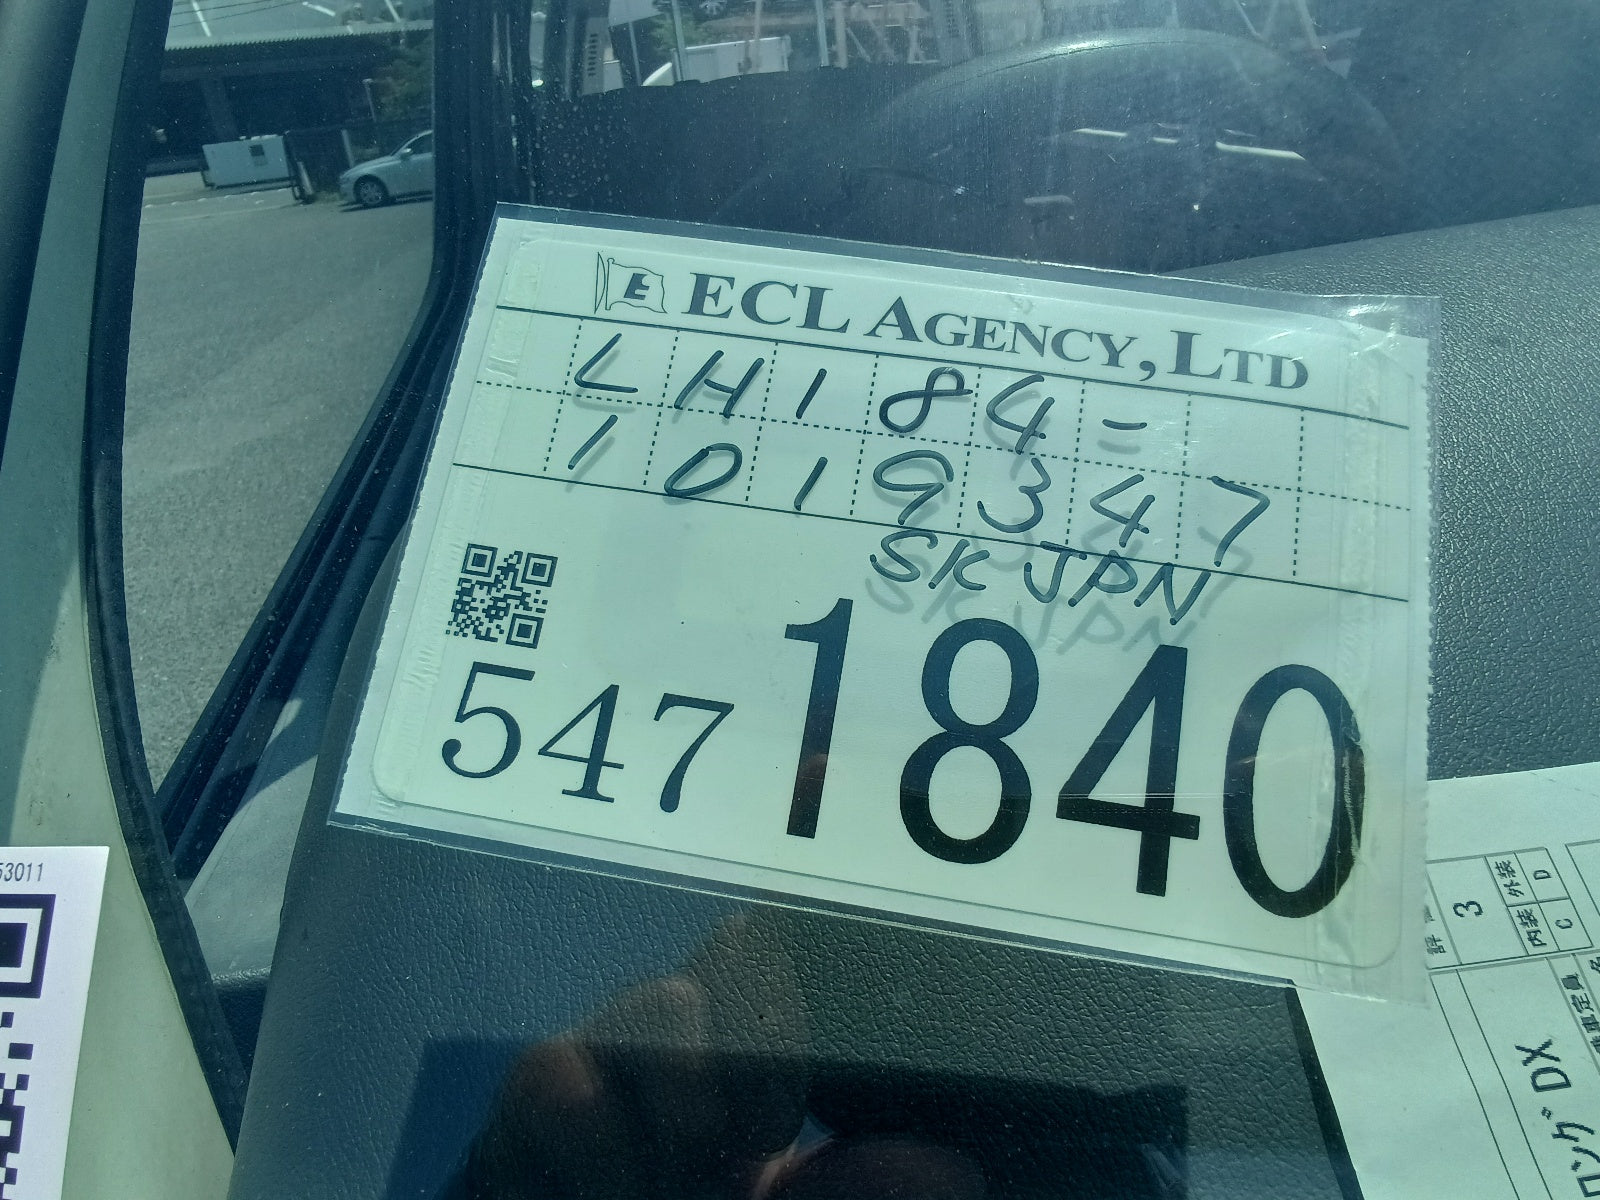 ECL AGENCY, LTD
LH184-
1019347
SK JPN
547 1840
53011
3
外装 D
内装 C
ロング DX